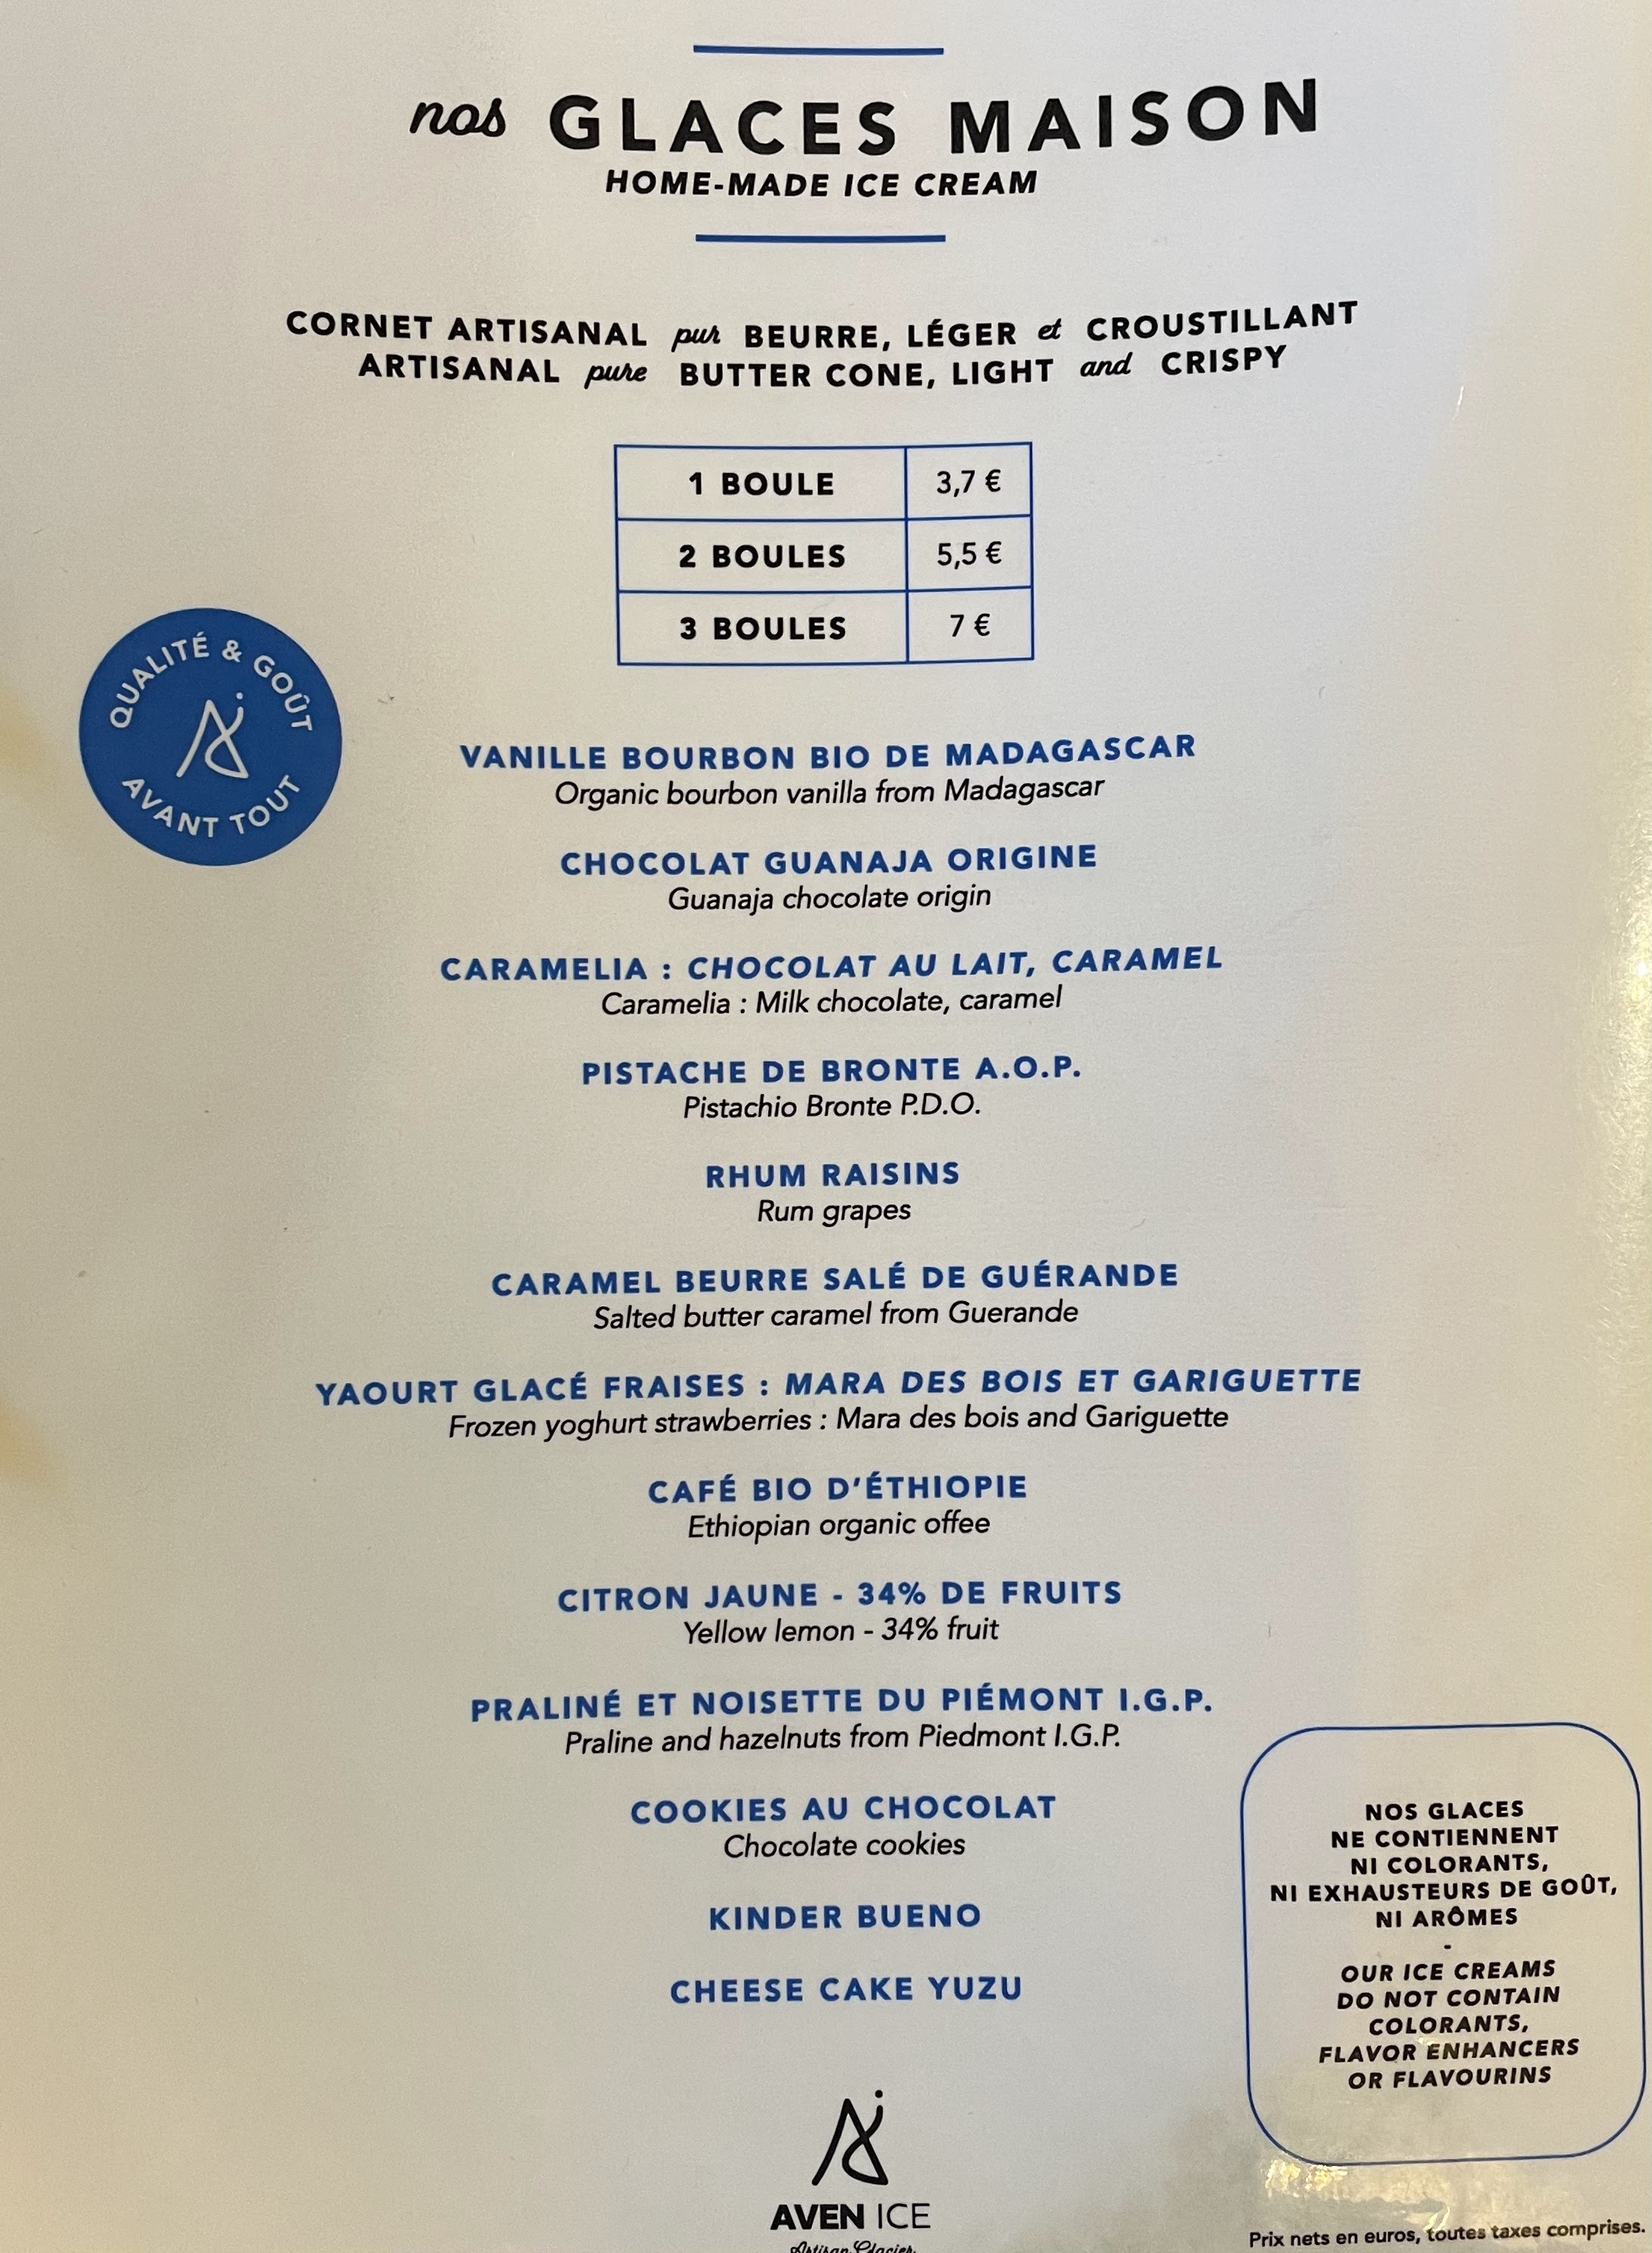 nos GLACES MAISON
HOME-MADE ICE CREAM
CORNET ARTISANAL pur BEURRE, LÉGER et CROUSTILLANT
ARTISANAL pure BUTTER CONE, LIGHT and CRISPY
1 BOULE 3,7 €
2 BOULES 5,5 €
3 BOULES 7 €
QUALITÉ & GOÛT
AVANT TOUT
VANILLE BOURBON BIO DE MADAGASCAR
Organic bourbon vanilla from Madagascar
CHOCOLAT GUANAJA ORIGINE
Guanaja chocolate origin
CARAMELIA : CHOCOLAT AU LAIT, CARAMEL
Caramelia : Milk chocolate, caramel
PISTACHE DE BRONTE A.O.P.
Pistachio Bronte P.D.O.
RHUM RAISINS
Rum grapes
CARAMEL BEURRE SALÉ DE GUÉRANDE
Salted butter caramel from Guerande
YAOURT GLACÉ FRAISES : MARA DES BOIS ET GARIGUETTE
Frozen yoghurt strawberries : Mara des bois and Gariguette
CAFÉ BIO D'ÉTHIOPIE
Ethiopian organic offee
CITRON JAUNE - 34% DE FRUITS
Yellow lemon - 34% fruit
PRALINÉ ET NOISETTE DU PIÉMONT I.G.P.
Praline and hazelnuts from Piedmont I.G.P.
COOKIES AU CHOCOLAT
Chocolate cookies
KINDER BUENO
CHEESE CAKE YUZU
NOS GLACES
NE CONTIENNENT
NI COLORANTS,
NI EXHAUSTEURS DE GOÛT,
NI ARÔMES
-
OUR ICE CREAMS
DO NOT CONTAIN
COLORANTS,
FLAVOR ENHANCERS
OR FLAVOURINS
AVEN ICE
Artisan Glacier
Prix nets en euros, toutes taxes comprises.